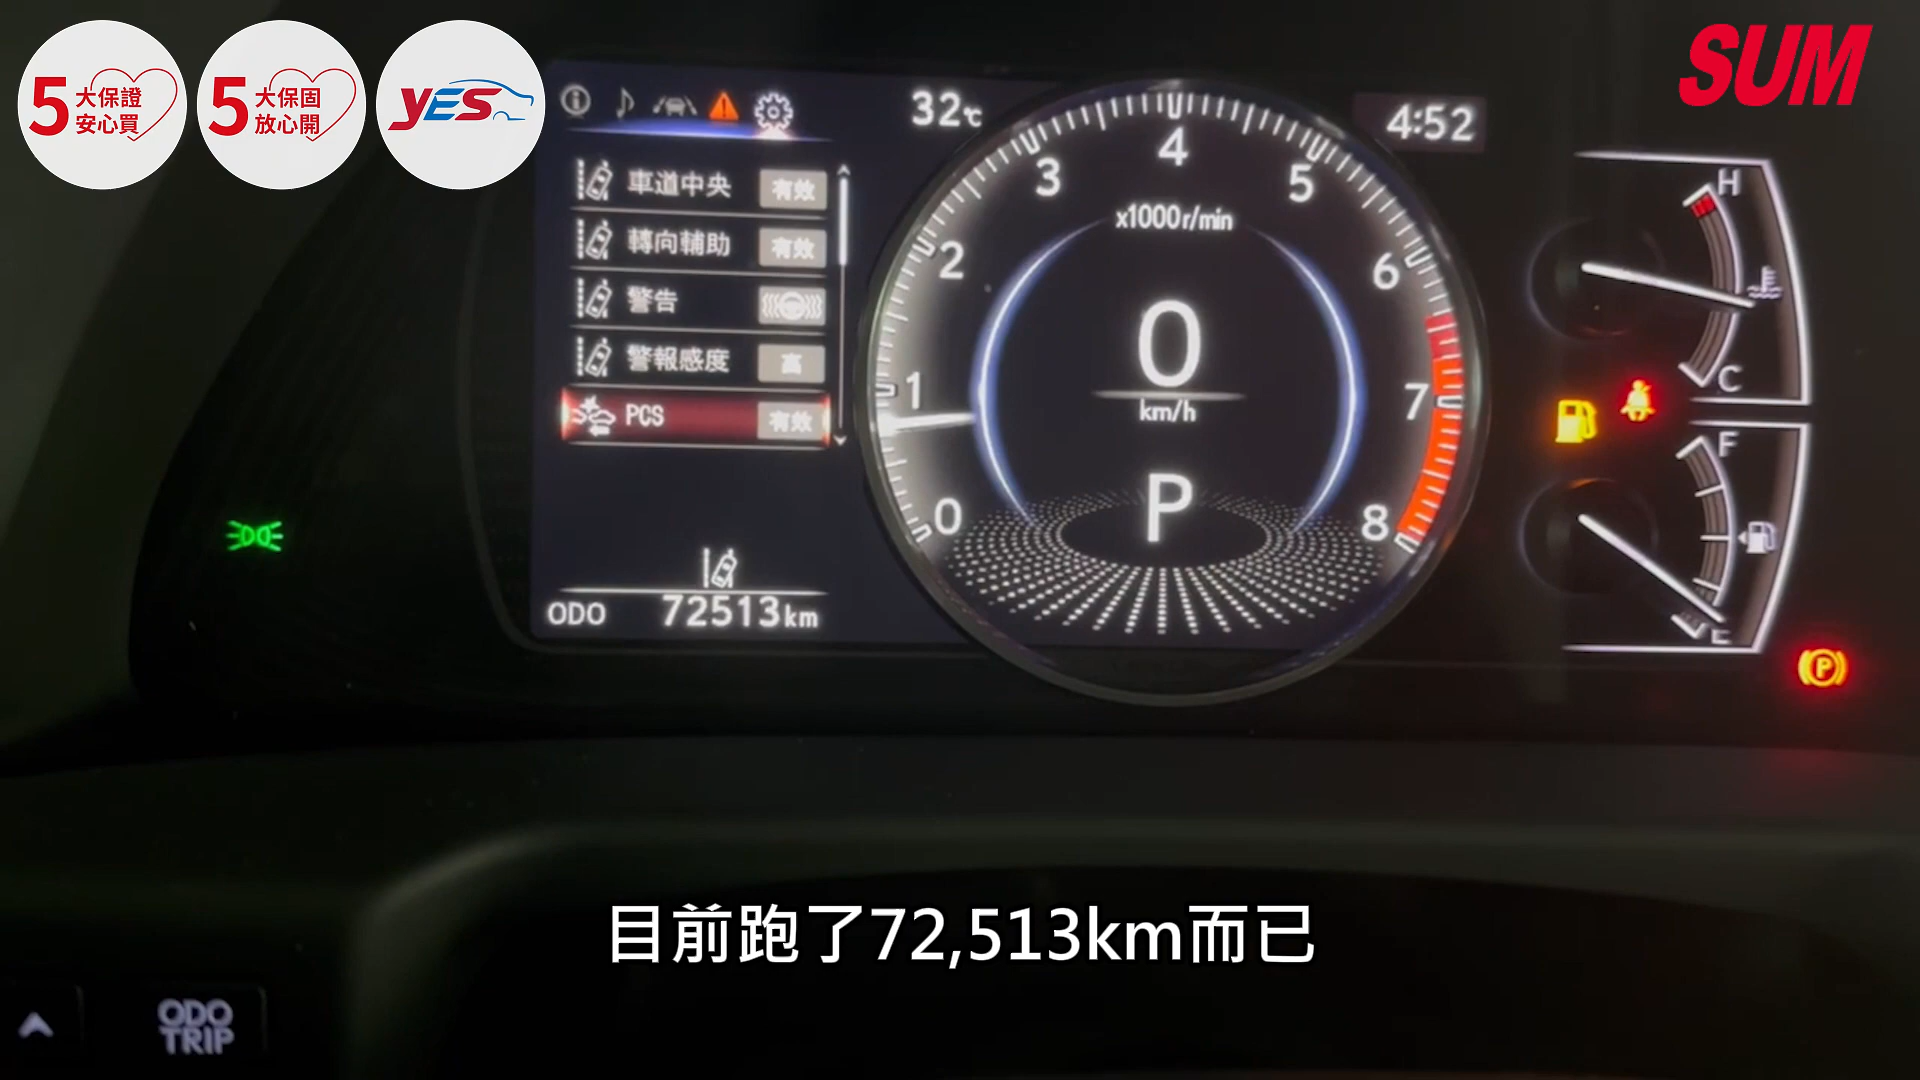 5大保證
安心買
5大保固
放心開
YES
SUM
32℃
4:52
車道中央 有效
轉向輔助 有效
警告
警報感度 高
PCS 有效
ODO 72513km
0
1
2
3
4
5
6
7
8
x1000r/min
0
km/h
P
H
C
F
E
P
目前跑了72,513km而已
ODO
TRIP